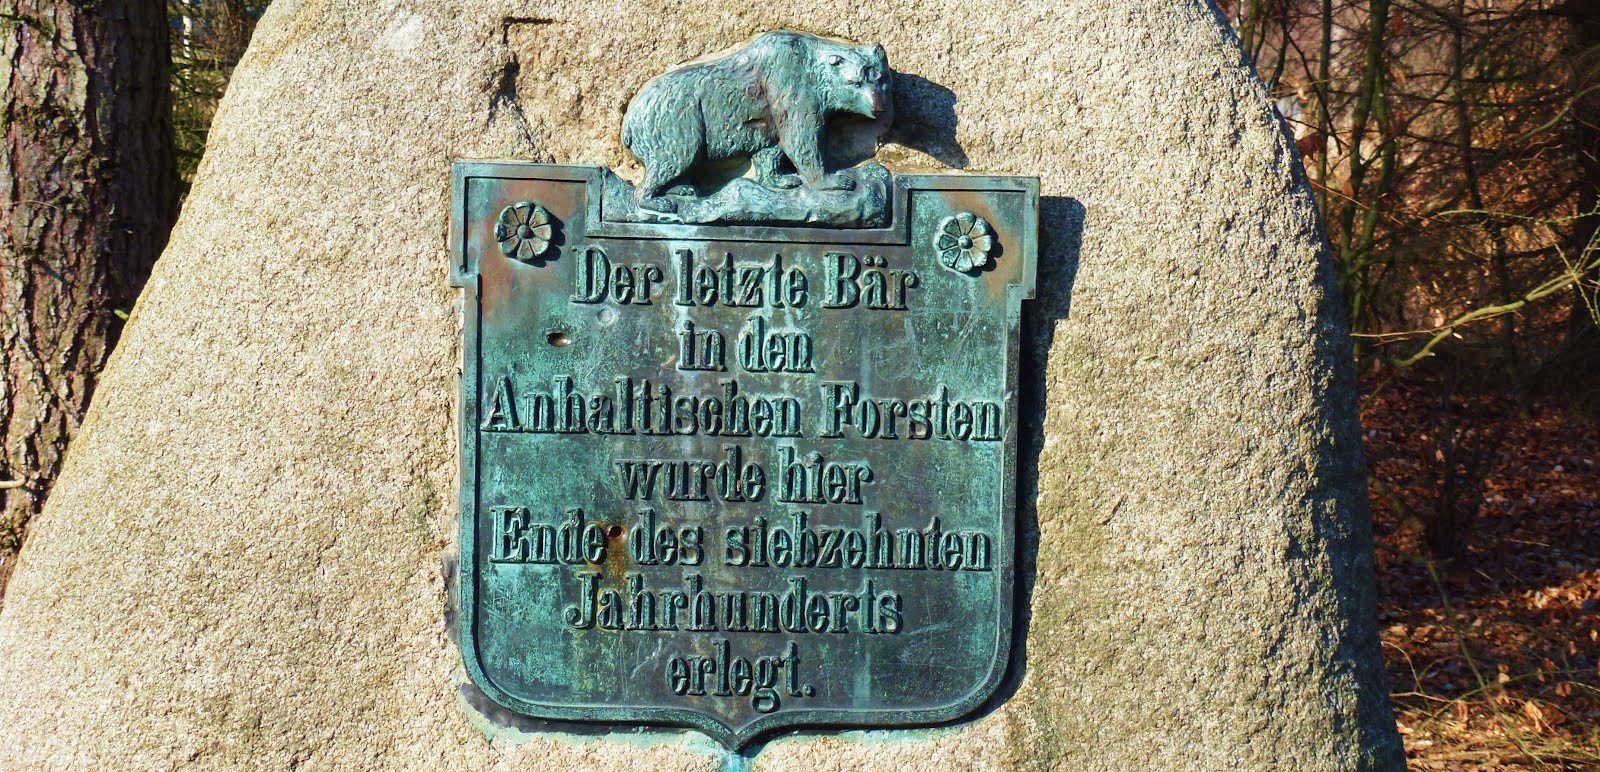 Der letzte Bär
in den
Anhaltischen Forsten
wurde hier
Ende des siebzehnten
Jahrhunderts
erlegt.